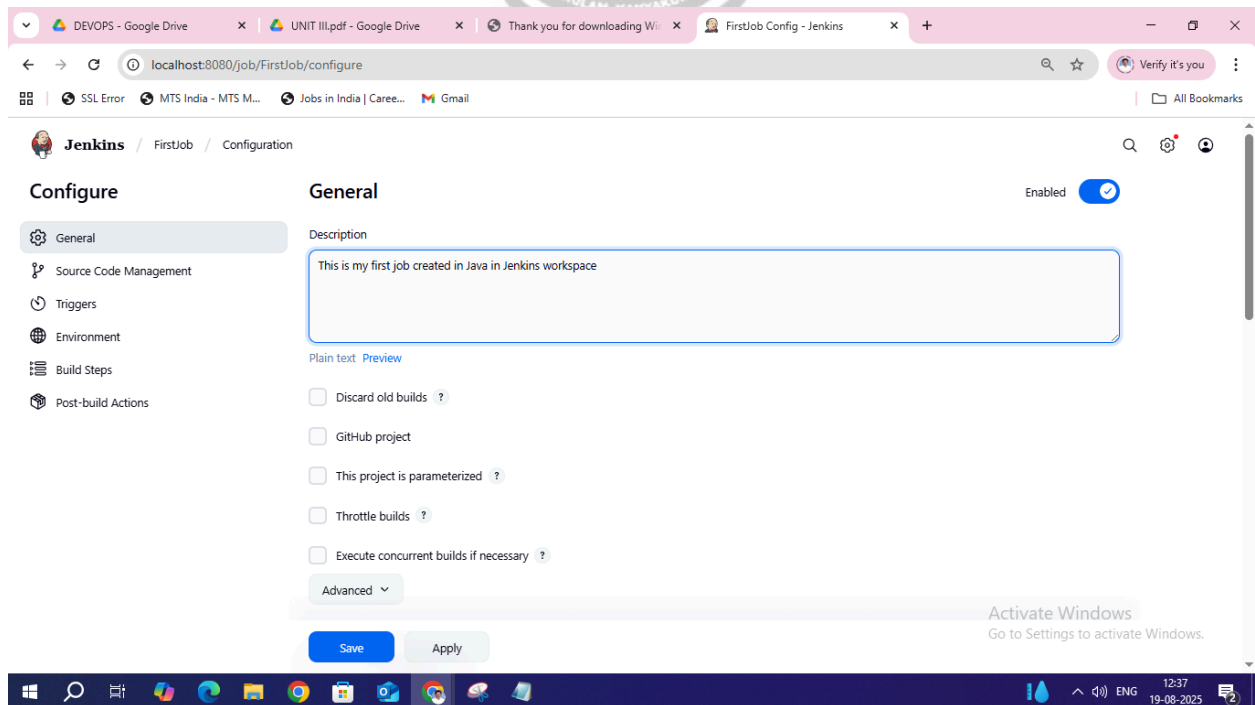 DEVOPS - Google Drive
UNIT III.pdf - Google Drive
Thank you for downloading Wi
FirstJob Config - Jenkins
localhost:8080/job/FirstJob/configure
Verify it's you
SSL Error
MTS India - MTS M...
Jobs in India | Caree...
Gmail
All Bookmarks
Jenkins / FirstJob / Configuration
Configure
General
Enabled
General
Source Code Management
Triggers
Environment
Build Steps
Post-build Actions
Description
This is my first job created in Java in Jenkins workspace
Plain text Preview
Discard old builds ?
GitHub project
This project is parameterized ?
Throttle builds ?
Execute concurrent builds if necessary ?
Advanced
Save
Apply
Activate Windows
Go to Settings to activate Windows.
ENG
12:37
19-08-2025
2